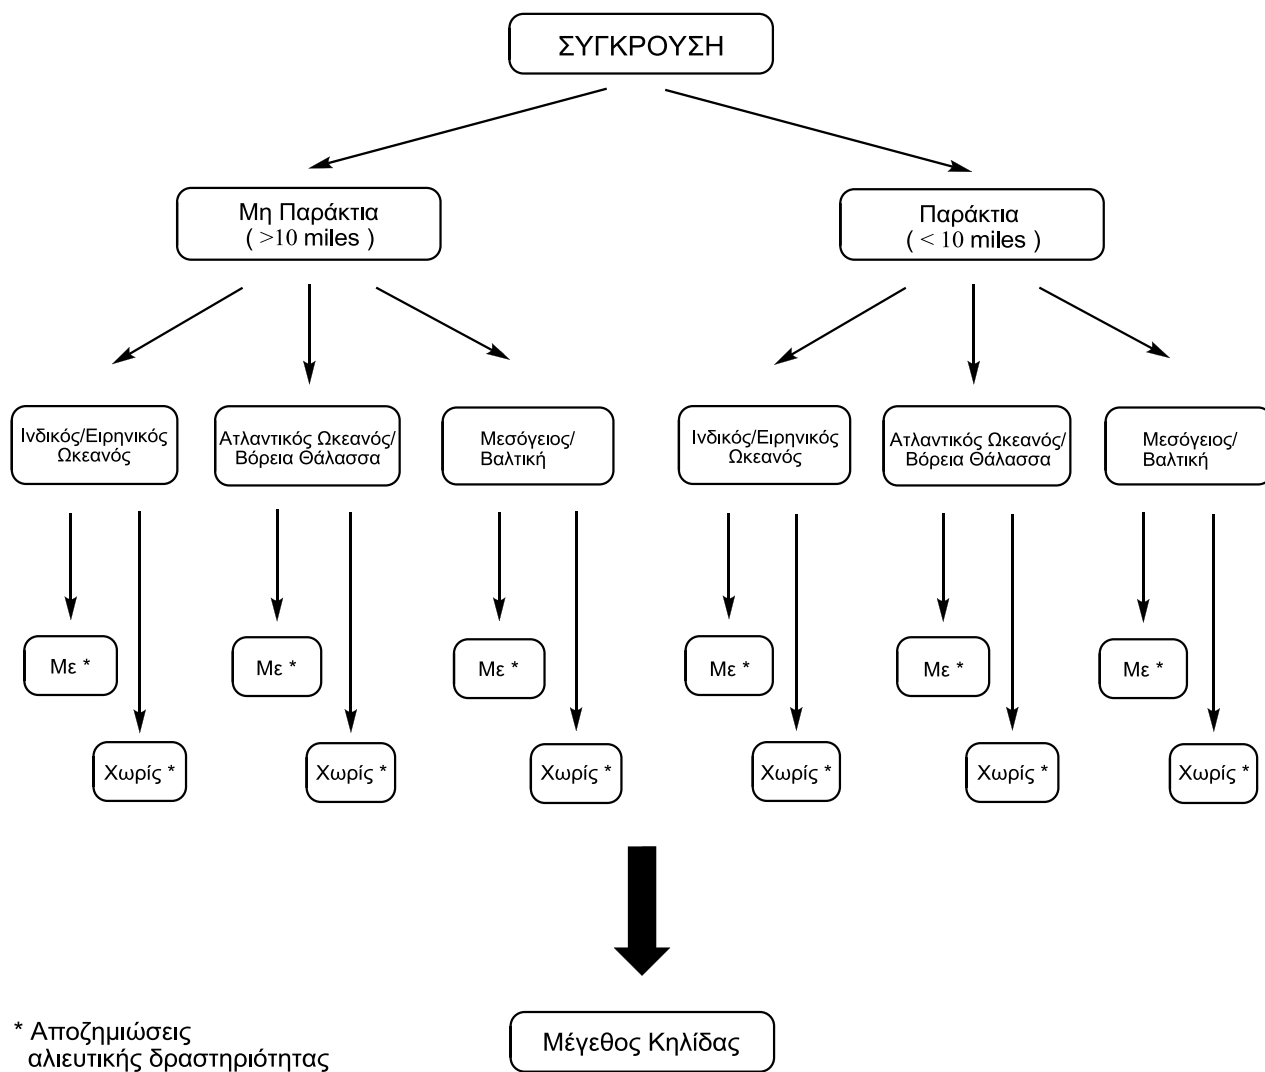 ΣΥΓΚΡΟΥΣΗ
Μη Παράκτια
( >10 miles )
Παράκτια
( < 10 miles )
Ινδικός/Ειρηνικός
Ωκεανός
Ατλαντικός Ωκεανός/
Βόρεια Θάλασσα
Μεσόγειος/
Βαλτική
Ινδικός/Ειρηνικός
Ωκεανός
Ατλαντικός Ωκεανός/
Βόρεια Θάλασσα
Μεσόγειος/
Βαλτική
Με *
Με *
Με *
Με *
Με *
Με *
Χωρίς *
Χωρίς *
Χωρίς *
Χωρίς *
Χωρίς *
Χωρίς *
* Αποζημιώσεις
αλιευτικής δραστηριότητας
Μέγεθος Κηλίδας